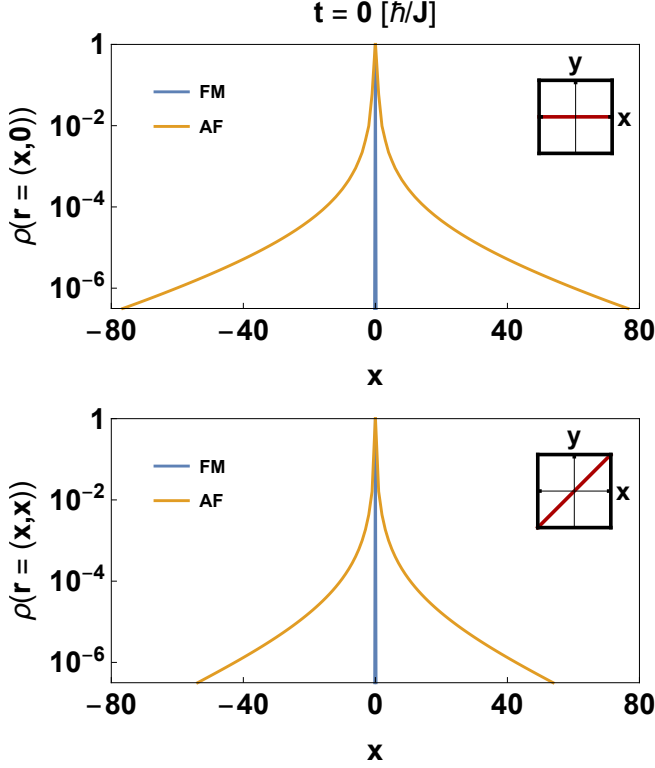 t = 0 [ℏ/J]
1
10⁻²
10⁻⁴
10⁻⁶
ρ(r = (x,0))
FM
AF
y
x
−80 −40 0 40 80
x
1
10⁻²
10⁻⁴
10⁻⁶
ρ(r = (x,x))
FM
AF
y
x
−80 −40 0 40 80
x